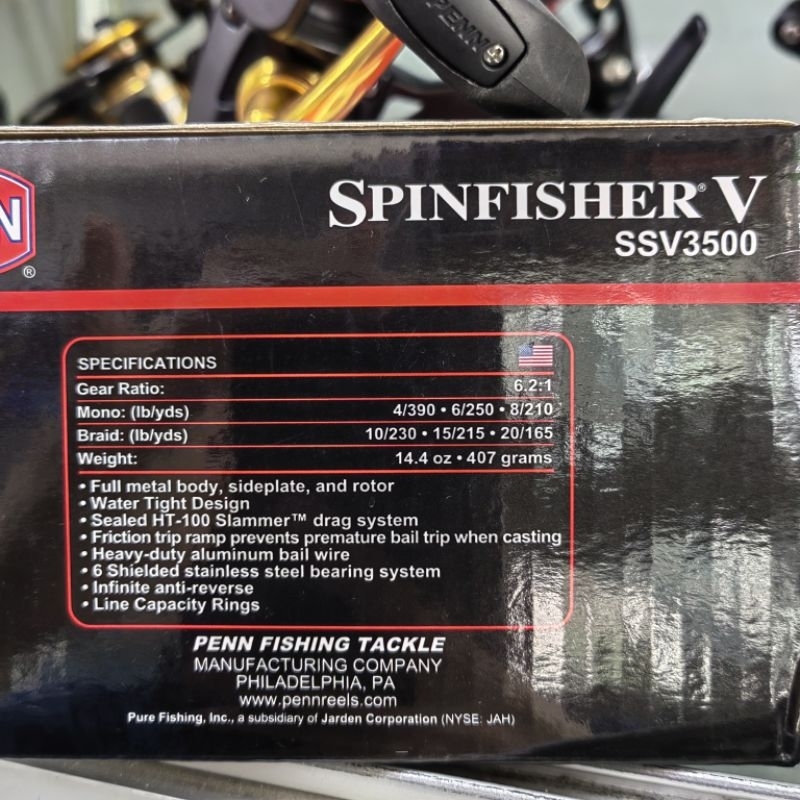 PENN
SPINFISHER® V
SSV3500
N
®
SPECIFICATIONS
Gear Ratio: 6.2:1
Mono: (lb/yds) 4/390 • 6/250 • 8/210
Braid: (lb/yds) 10/230 • 15/215 • 20/165
Weight: 14.4 oz • 407 grams
• Full metal body, sideplate, and rotor
• Water Tight Design
• Sealed HT-100 Slammer™ drag system
• Friction trip ramp prevents premature bail trip when casting
• Heavy-duty aluminum bail wire
• 6 Shielded stainless steel bearing system
• Infinite anti-reverse
• Line Capacity Rings
PENN FISHING TACKLE
MANUFACTURING COMPANY
PHILADELPHIA, PA
www.pennreels.com
Pure Fishing, Inc., a subsidiary of Jarden Corporation (NYSE: JAH)